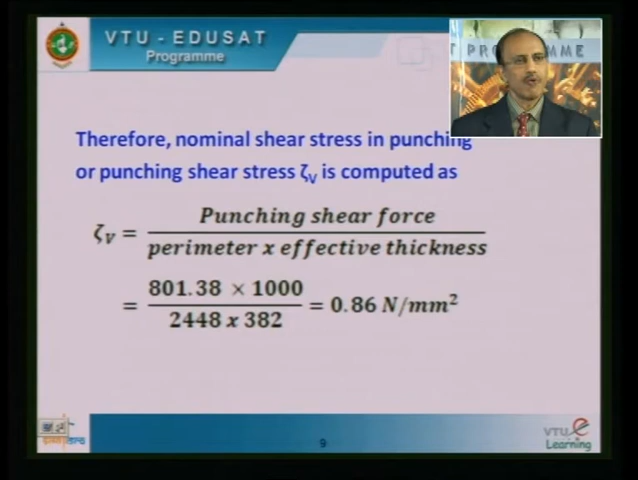 VTU - EDUSAT
Programme
T PROGRAMME
Therefore, nominal shear stress in punching
or punching shear stress ζv is computed as
ζv = Punching shear force / perimeter x effective thickness
= 801.38 × 1000 / 2448 x 382 = 0.86 N/mm²
9
VTU e
Learning